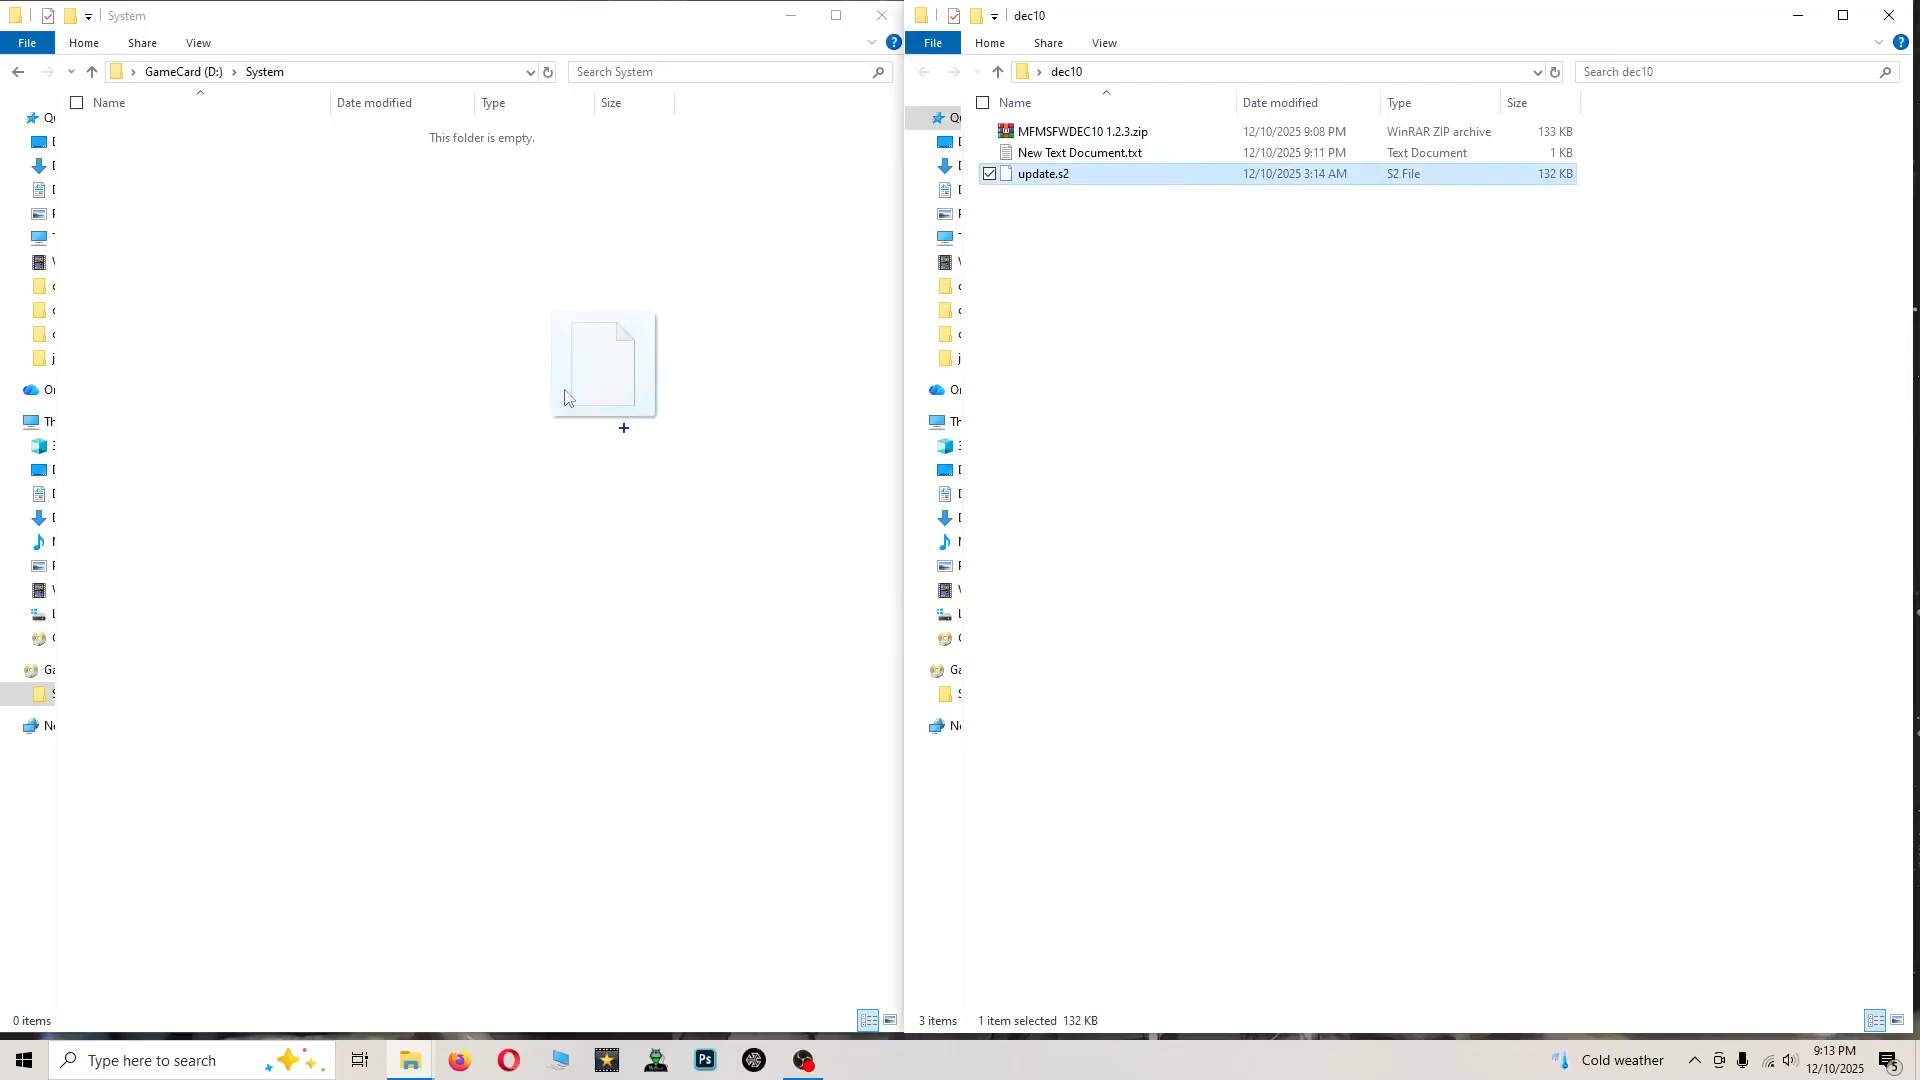 System
File
Home
Share
View
GameCard (D:)
System
Search System
Name
Date modified
Type
Size
This folder is empty.
0 items
dec10
File
Home
Share
View
dec10
Search dec10
Name
Date modified
Type
Size
MFMSFWDEC10 1.2.3.zip
12/10/2025 9:08 PM
WinRAR ZIP archive
133 KB
New Text Document.txt
12/10/2025 9:11 PM
Text Document
1 KB
update.s2
12/10/2025 3:14 AM
S2 File
132 KB
3 items
1 item selected 132 KB
Type here to search
Ps
Cold weather
9:13 PM
12/10/2025
5